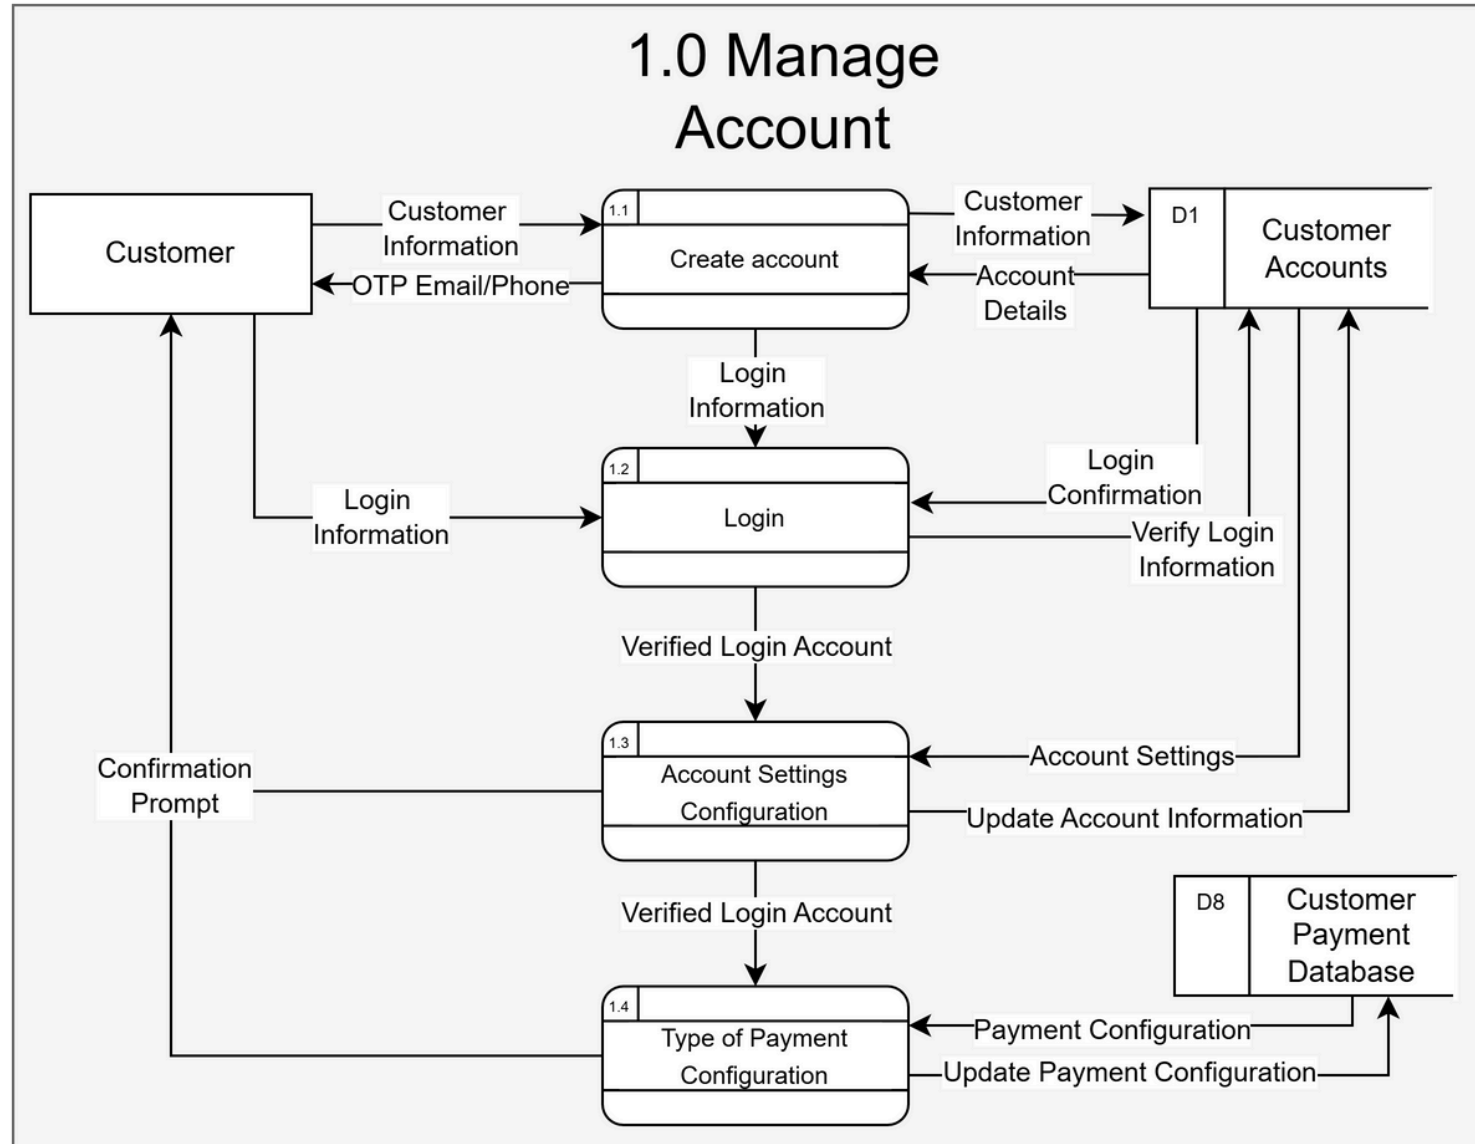 1.0 Manage
Account
Customer
Customer
Information
OTP Email/Phone
1.1
Create account
Customer
Information
Account
Details
D1
Customer
Accounts
Login
Information
Login
Information
1.2
Login
Login
Confirmation
Verify Login
Information
Verified Login Account
1.3
Account Settings
Configuration
Account Settings
Update Account Information
Confirmation
Prompt
Verified Login Account
D8
Customer
Payment
Database
1.4
Type of Payment
Configuration
Payment Configuration
Update Payment Configuration